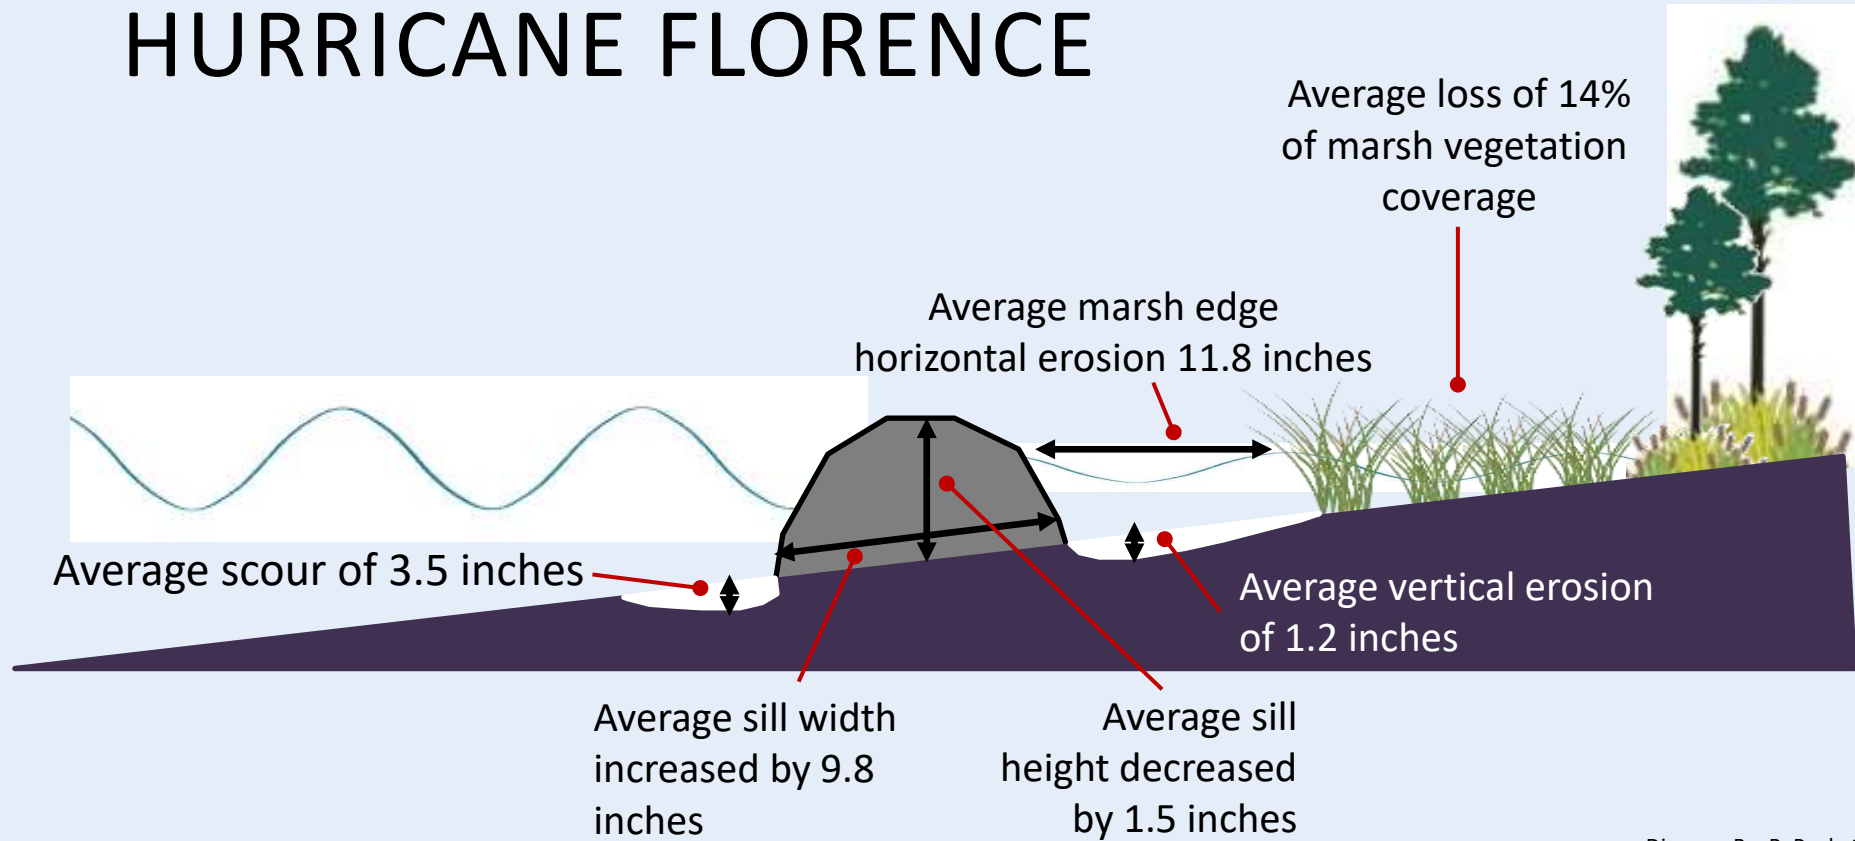 HURRICANE FLORENCE
Average loss of 14%
of marsh vegetation
coverage
Average marsh edge
horizontal erosion 11.8 inches
Average scour of 3.5 inches
Average vertical erosion
of 1.2 inches
Average sill width
increased by 9.8
inches
Average sill
height decreased
by 1.5 inches